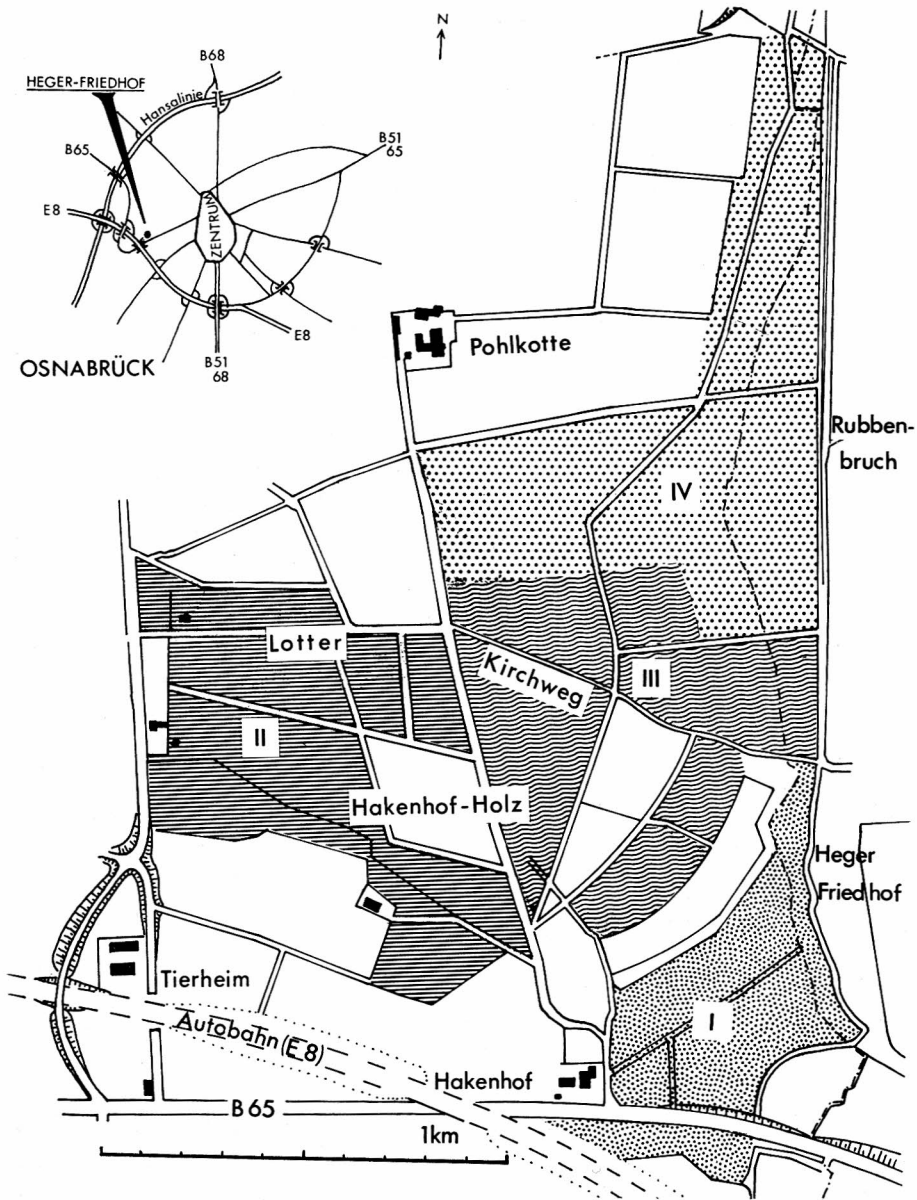 N
B68
HEGER-FRIEDHOF
Hansalinie
B51
65
B65
E8
ZENTRUM
E8
OSNABRÜCK
B51
68
Pohlkotte
Rubben-
bruch
IV
Lotter
Kirchweg
III
II
Hakenhof-Holz
Heger
Friedhof
Tierheim
I
Autobahn (E 8)
Hakenhof
B 65
1km